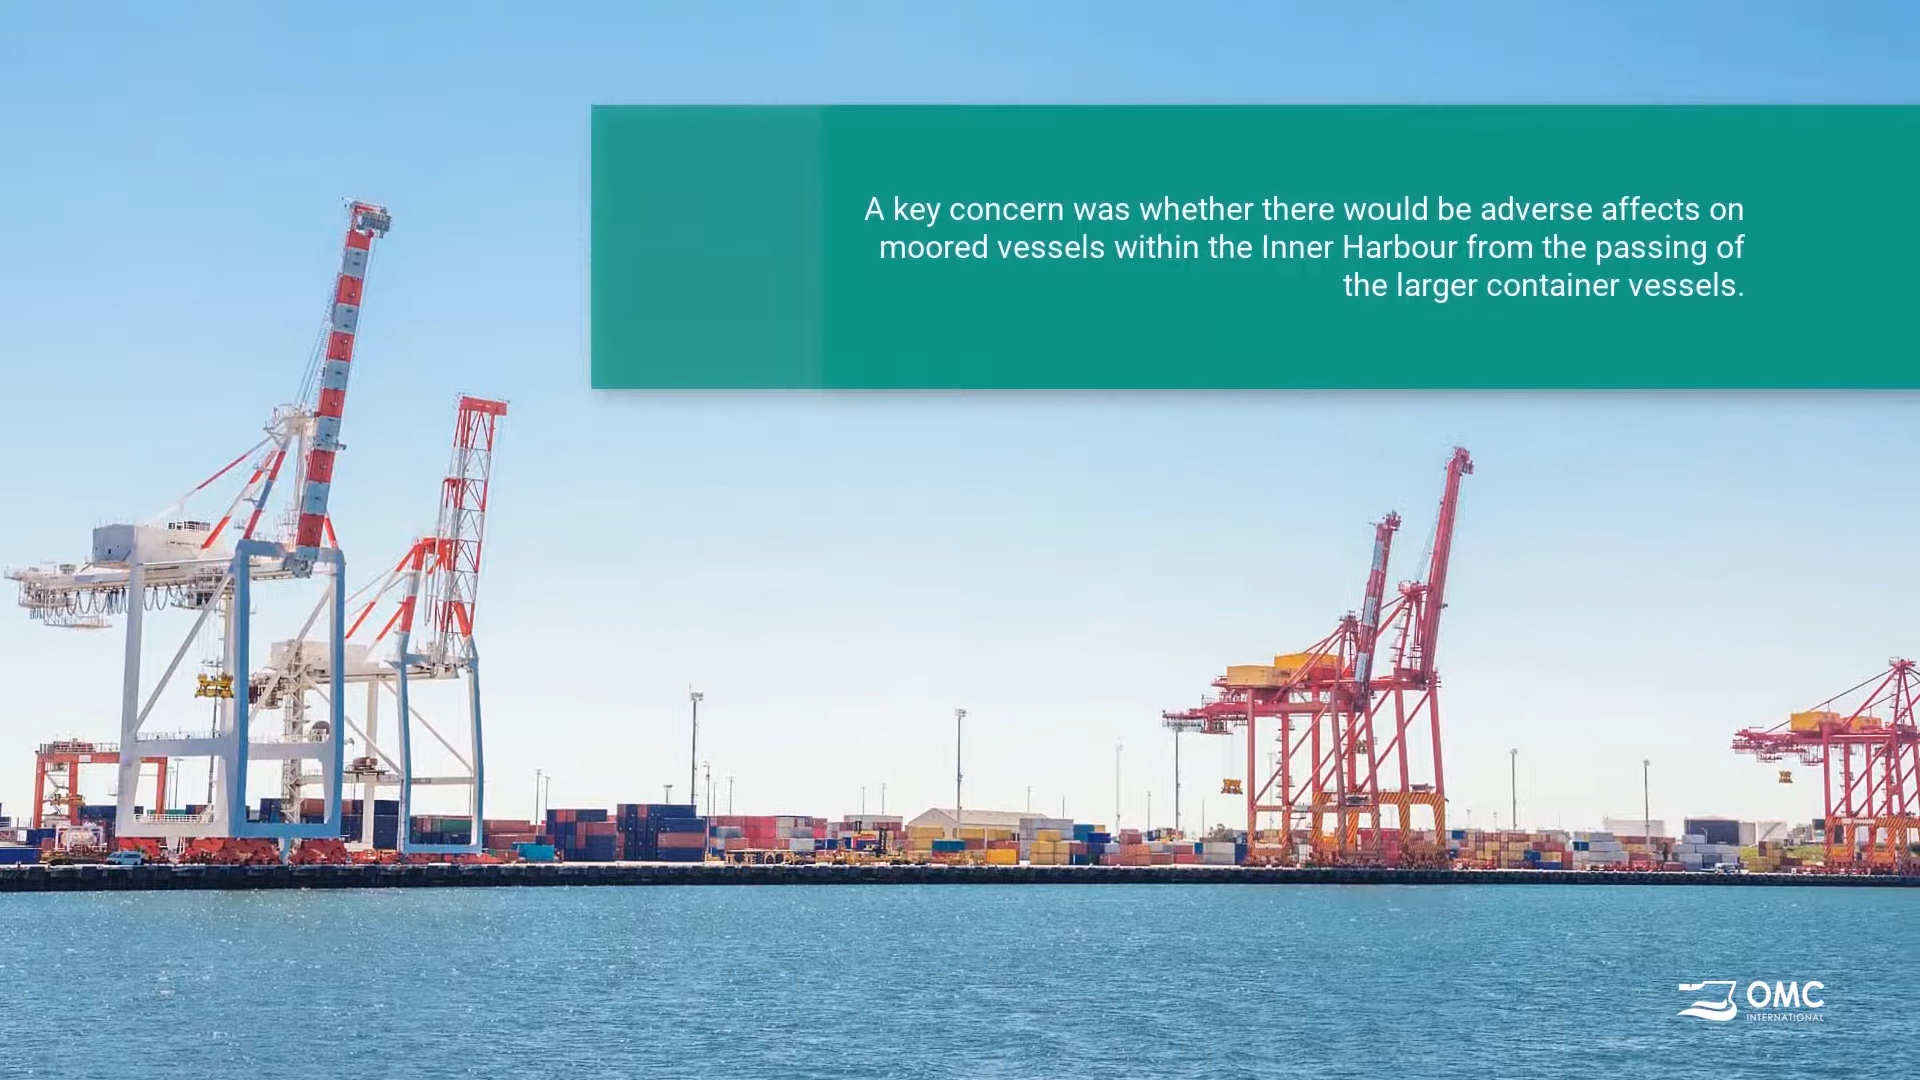 A key concern was whether there would be adverse affects on
moored vessels within the Inner Harbour from the passing of
the larger container vessels.
OMC
INTERNATIONAL